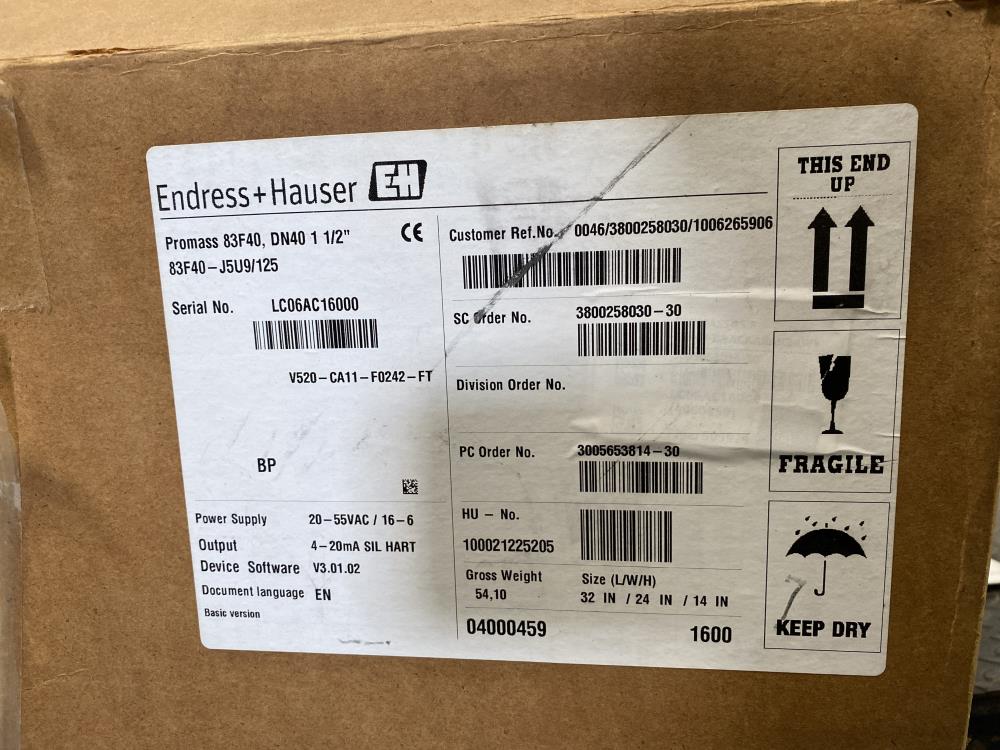 Endress+Hauser EH
Promass 83F40, DN40 1 1/2"
CE
83F40-J5U9/125
Serial No. LC06AC16000
V520-CA11-F0242-FT
BP
Power Supply 20-55VAC / 16-6
Output 4-20mA SIL HART
Device Software V3.01.02
Document language EN
Basic version
Customer Ref.No. 0046/3800258030/1006265906
SC Order No. 3800258030-30
Division Order No.
PC Order No. 3005653814-30
HU - No.
100021225205
Gross Weight Size (L/W/H)
54,10 32 IN / 24 IN / 14 IN
04000459 1600
THIS END
UP
FRAGILE
KEEP DRY